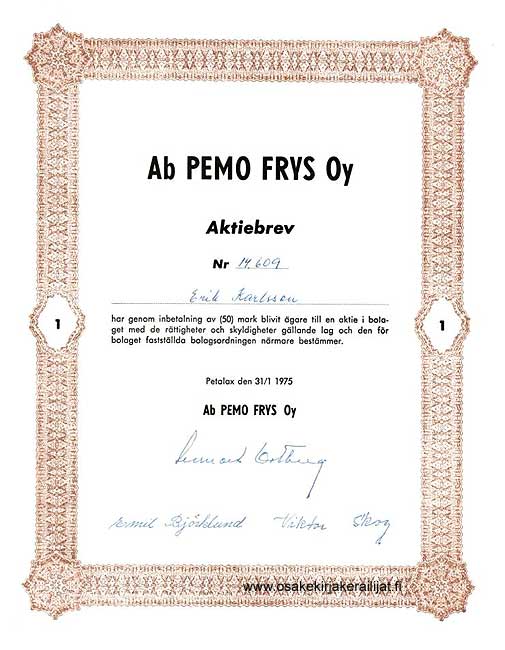 Ab PEMO FRYS Oy
Aktiebrev
Nr 14.609
Erik Karlsson
1
1
har genom inbetalning av (50) mark blivit ägare till en aktie i bola-
get med de rättigheter och skyldigheter gällande lag och den för
bolaget fastställda bolagsordningen närmare bestämmer.
Petalax den 31/1 1975
Ab PEMO FRYS Oy
Emil Björklund Viktor Skog
www.osakekirjakerailijat.fi